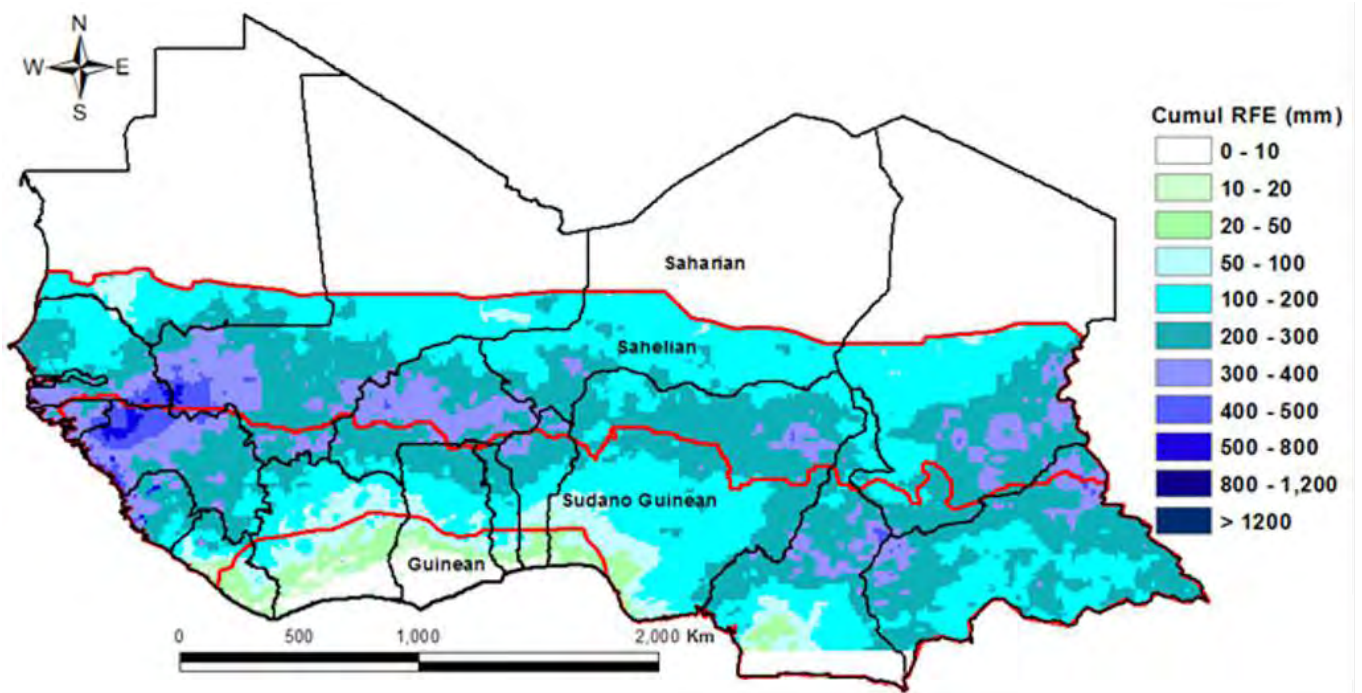 N
W E
S
Cumul RFE (mm)
0 - 10
10 - 20
20 - 50
50 - 100
100 - 200
200 - 300
300 - 400
400 - 500
500 - 800
800 - 1,200
> 1200
Saharian
Sahelian
Sudano Guinean
Guinean
0 500 1,000 2,000 Km